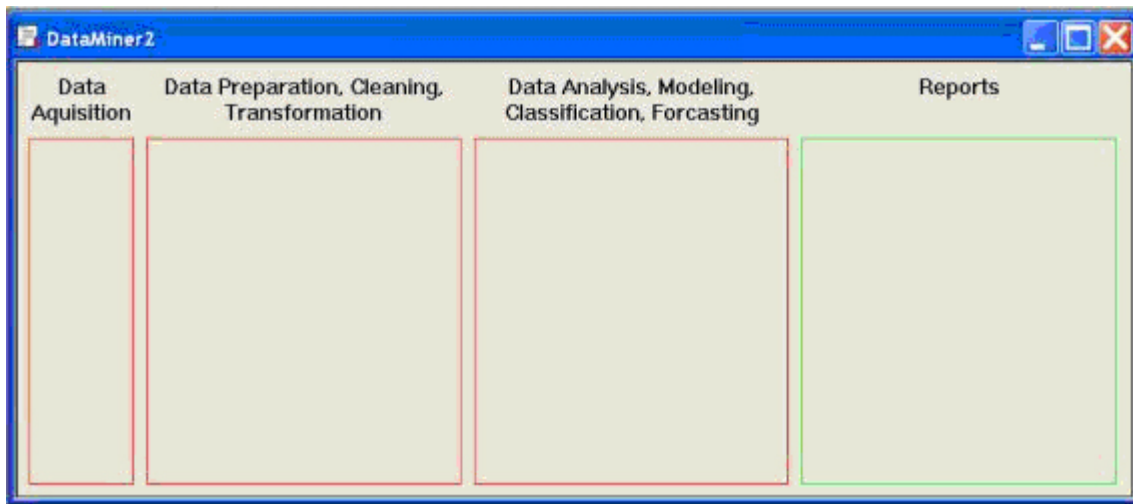 DataMiner2
Data
Aquisition
Data Preparation, Cleaning,
Transformation
Data Analysis, Modeling,
Classification, Forcasting
Reports